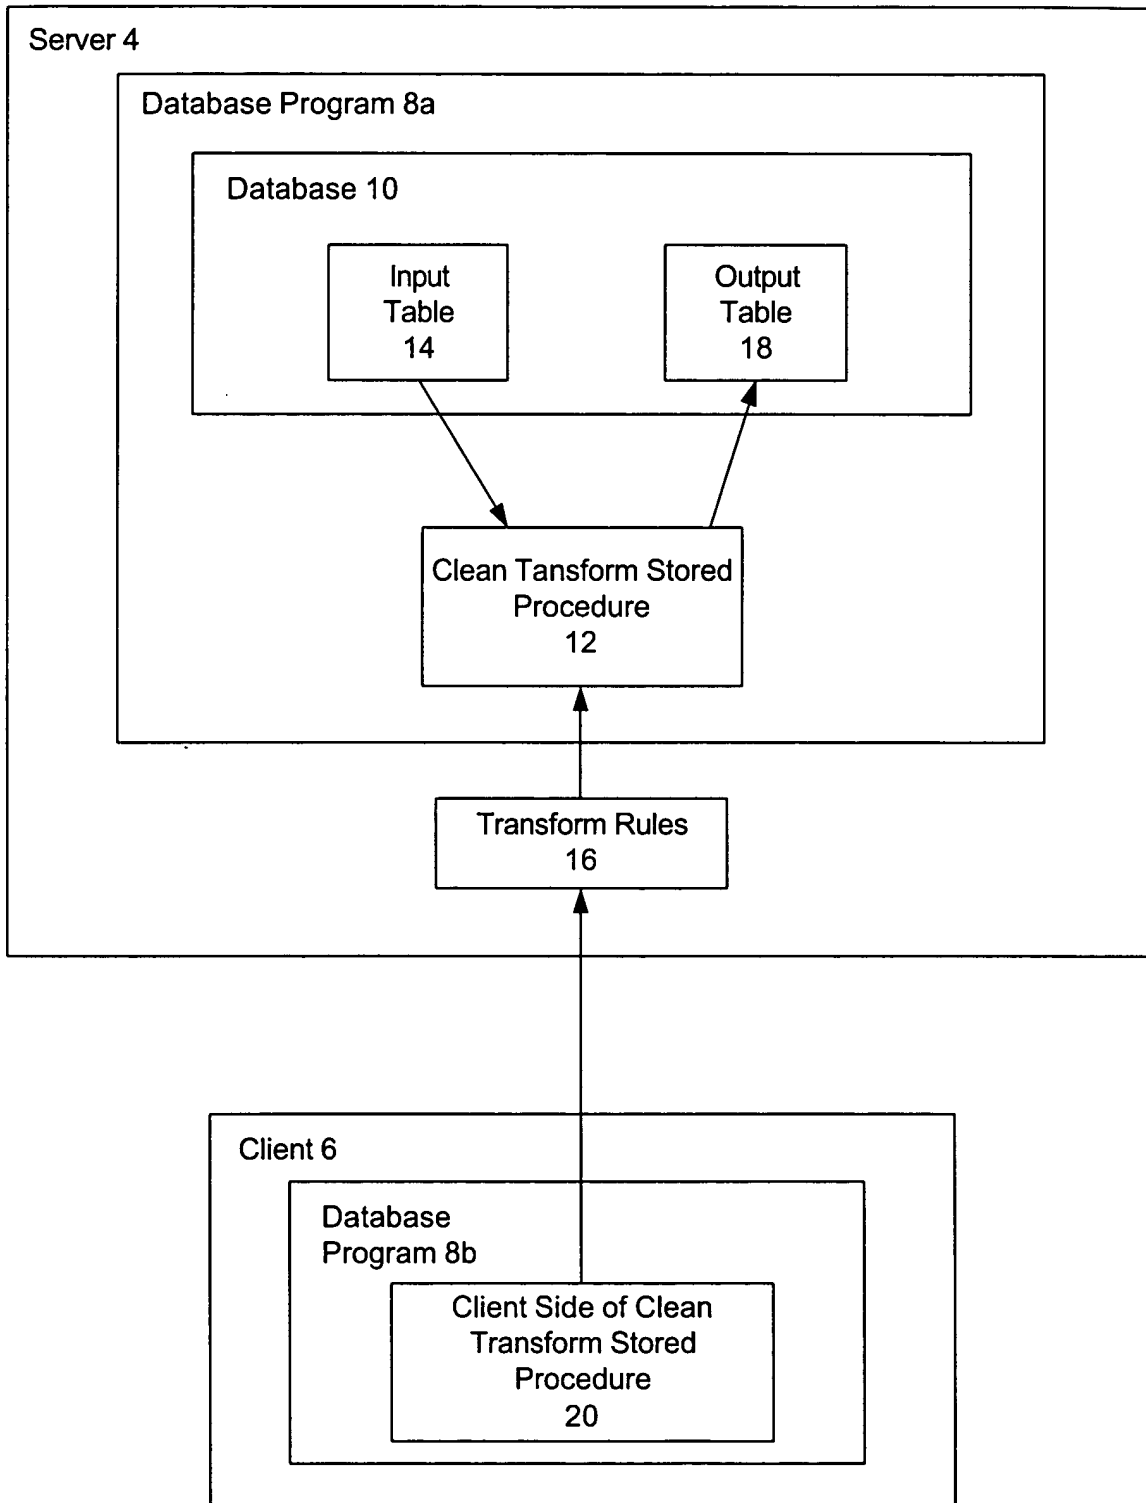 Server 4
Database Program 8a
Database 10
Input
Table
14
Output
Table
18
Clean Tansform Stored
Procedure
12
Transform Rules
16
Client 6
Database
Program 8b
Client Side of Clean
Transform Stored
Procedure
20